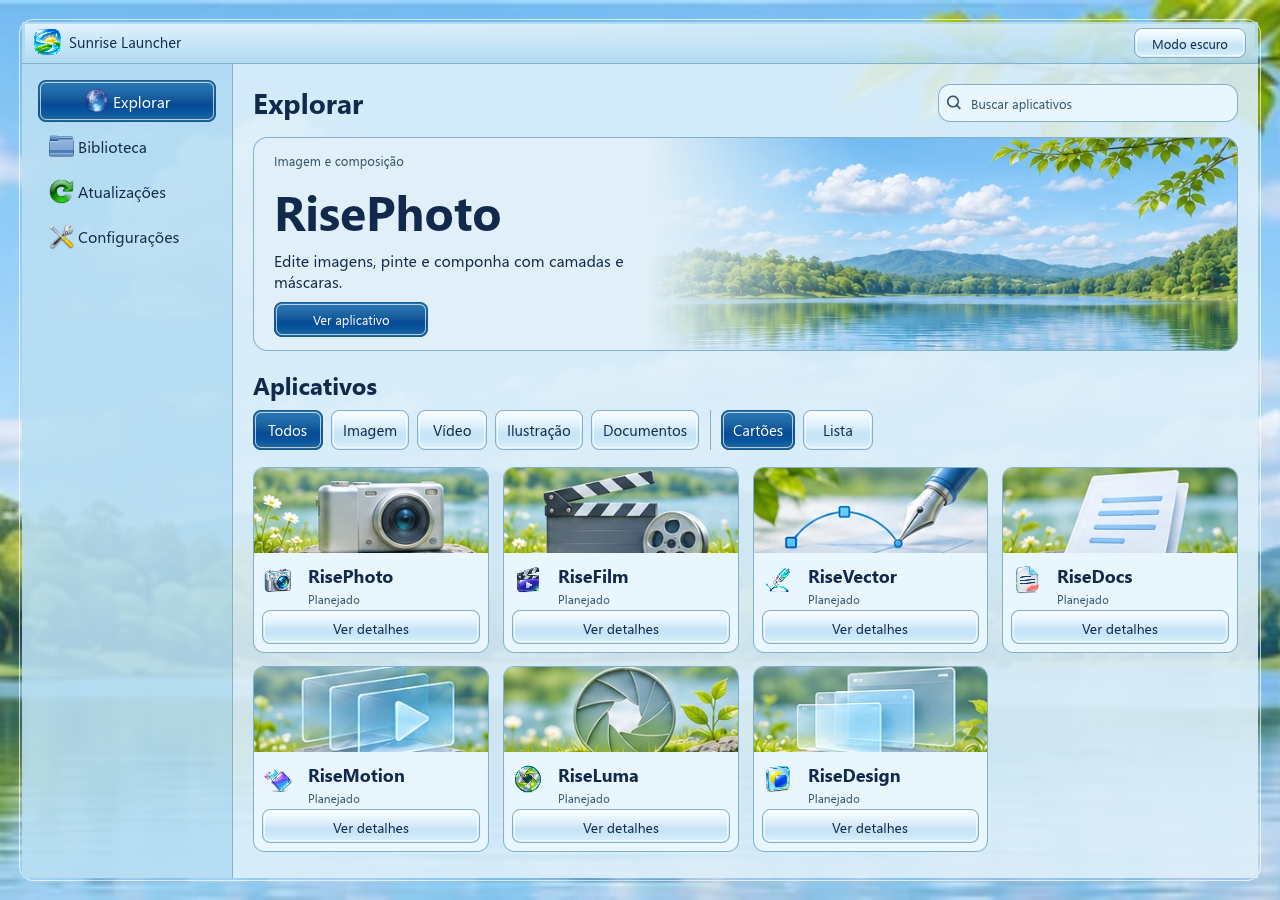 Sunrise Launcher
Modo escuro
Explorar
Biblioteca
Atualizações
Configurações
Explorar
Buscar aplicativos
Imagem e composição
RisePhoto
Edite imagens, pinte e componha com camadas e
máscaras.
Ver aplicativo
Aplicativos
Todos
Imagem
Vídeo
Ilustração
Documentos
Cartões
Lista
RisePhoto
Planejado
Ver detalhes
RiseFilm
Planejado
Ver detalhes
RiseVector
Planejado
Ver detalhes
RiseDocs
Planejado
Ver detalhes
RiseMotion
Planejado
Ver detalhes
RiseLuma
Planejado
Ver detalhes
RiseDesign
Planejado
Ver detalhes